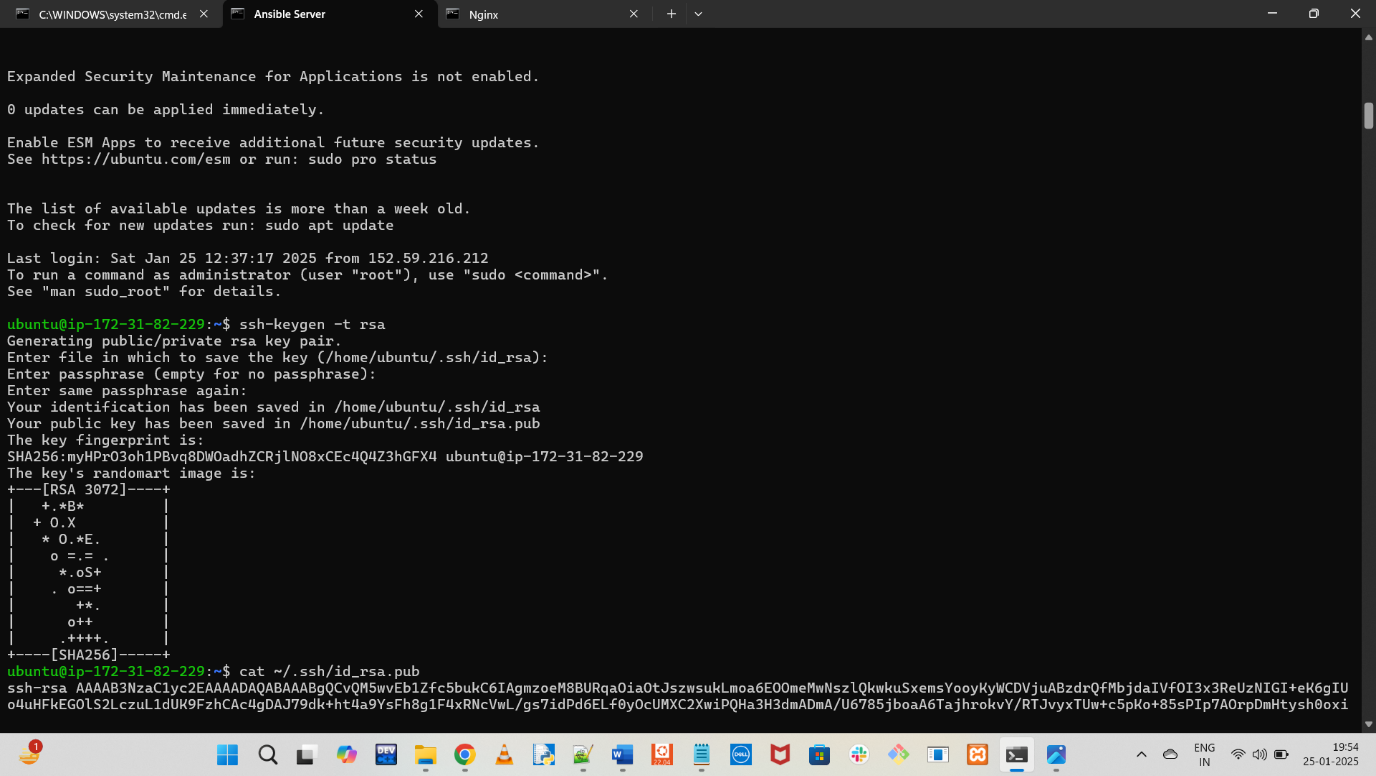 C:\WINDOWS\system32\cmd.e
Ansible Server
Nginx
Expanded Security Maintenance for Applications is not enabled.
0 updates can be applied immediately.
Enable ESM Apps to receive additional future security updates.
See https://ubuntu.com/esm or run: sudo pro status
The list of available updates is more than a week old.
To check for new updates run: sudo apt update
Last login: Sat Jan 25 12:37:17 2025 from 152.59.216.212
To run a command as administrator (user "root"), use "sudo <command>".
See "man sudo_root" for details.
ubuntu@ip-172-31-82-229:~$ ssh-keygen -t rsa
Generating public/private rsa key pair.
Enter file in which to save the key (/home/ubuntu/.ssh/id_rsa):
Enter passphrase (empty for no passphrase):
Enter same passphrase again:
Your identification has been saved in /home/ubuntu/.ssh/id_rsa
Your public key has been saved in /home/ubuntu/.ssh/id_rsa.pub
The key fingerprint is:
SHA256:myHPrO3oh1PBvq8DWOadhZCRjlNO8xCEc4Q4Z3hGFX4 ubuntu@ip-172-31-82-229
The key's randomart image is:
+---[RSA 3072]----+
|   +.*B*         |
|  + O.X          |
|   * O.*E.       |
|    o =.= .      |
|     *.oS+       |
|    . o==+       |
|       +*.       |
|      o++        |
|     .++++.      |
+----[SHA256]-----+
ubuntu@ip-172-31-82-229:~$ cat ~/.ssh/id_rsa.pub
ssh-rsa AAAAB3NzaC1yc2EAAAADAQABAAABgQCvQM5wvEb1Zfc5bukC6IAgmzoeM8BURqaOiaOtJszwsukLmoa6EOOmeMwNszlQkwkuSxemsYooyKyWCDVjuABzdrQfMbjdaIVfOI3x3ReUzNIGI+eK6gIU
o4uHFkEGOlS2LczuL1dUK9FzhCAc4gDAJ79dk+ht4a9YsFh8g1F4xRNcVwL/gs7idPd6ELf0yOcUMXC2XwiPQHa3H3dmADmA/U6785jboaA6TajhrokvY/RTJvyxTUw+c5pKo+85sPIp7AOrpDmHtysh0oxi
1
DEV
22.04
DELL
ENG
IN
19:54
25-01-2025